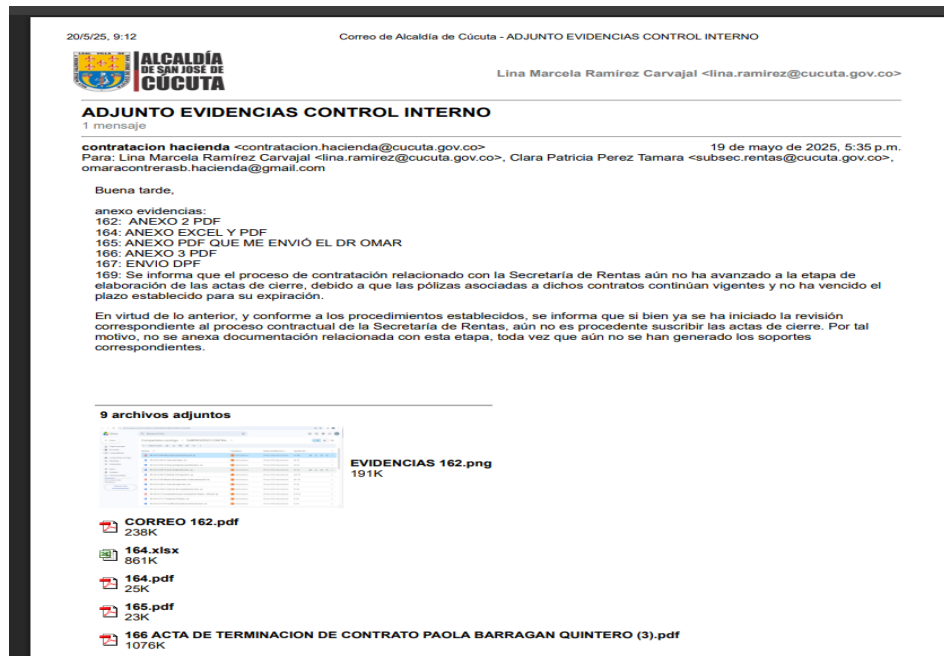 20/5/25, 9:12
Correo de Alcaldía de Cúcuta - ADJUNTO EVIDENCIAS CONTROL INTERNO
ALCALDÍA
DE SAN JOSÉ DE
CÚCUTA
Lina Marcela Ramírez Carvajal <lina.ramirez@cucuta.gov.co>
ADJUNTO EVIDENCIAS CONTROL INTERNO
1 mensaje
contratacion hacienda <contratacion.hacienda@cucuta.gov.co>
19 de mayo de 2025, 5:35 p.m.
Para: Lina Marcela Ramírez Carvajal <lina.ramirez@cucuta.gov.co>, Clara Patricia Perez Tamara <subsec.rentas@cucuta.gov.co>,
omaracontrerasb.hacienda@gmail.com
Buena tarde,
anexo evidencias:
162: ANEXO 2 PDF
164: ANEXO EXCEL Y PDF
165: ANEXO PDF QUE ME ENVIÓ EL DR OMAR
166: ANEXO 3 PDF
167: ENVIO DPF
169: Se informa que el proceso de contratación relacionado con la Secretaría de Rentas aún no ha avanzado a la etapa de
elaboración de las actas de cierre, debido a que las pólizas asociadas a dichos contratos continúan vigentes y no ha vencido el
plazo establecido para su expiración.
En virtud de lo anterior, y conforme a los procedimientos establecidos, se informa que si bien ya se ha iniciado la revisión
correspondiente al proceso contractual de la Secretaría de Rentas, aún no es procedente suscribir las actas de cierre. Por tal
motivo, no se anexa documentación relacionada con esta etapa, toda vez que aún no se han generado los soportes
correspondientes.
9 archivos adjuntos
EVIDENCIAS 162.png
191K
CORREO 162.pdf
238K
164.xlsx
861K
164.pdf
25K
165.pdf
23K
166 ACTA DE TERMINACION DE CONTRATO PAOLA BARRAGAN QUINTERO (3).pdf
1076K